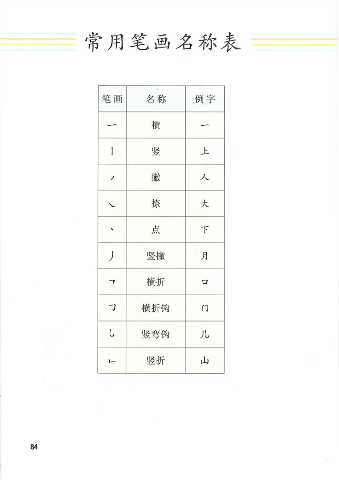 常用笔画名称表
笔画 名称 例字
㇐ 横 一
丨 竖 上
丿 撇 人
㇏ 捺 大
丶 点 下
丿 竖撇 月
𠃍 横折 口
𠃌 横折钩 门
乚 竖弯钩 儿
𠃊 竖折 山
84